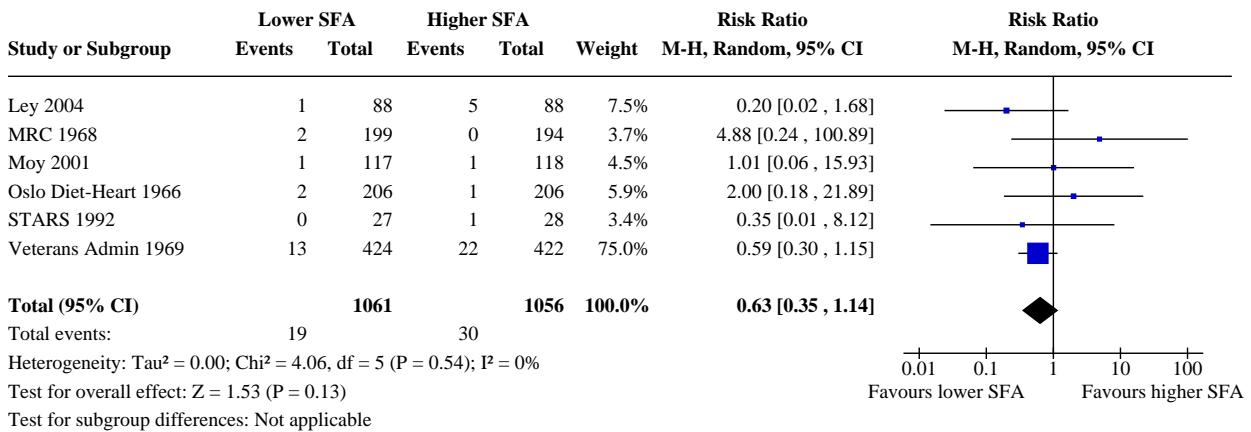 Lower SFA Higher SFA Risk Ratio Risk Ratio
Study or Subgroup Events Total Events Total Weight M-H, Random, 95% CI M-H, Random, 95% CI
Ley 2004 1 88 5 88 7.5% 0.20 [0.02 , 1.68]
MRC 1968 2 199 0 194 3.7% 4.88 [0.24 , 100.89]
Moy 2001 1 117 1 118 4.5% 1.01 [0.06 , 15.93]
Oslo Diet-Heart 1966 2 206 1 206 5.9% 2.00 [0.18 , 21.89]
STARS 1992 0 27 1 28 3.4% 0.35 [0.01 , 8.12]
Veterans Admin 1969 13 424 22 422 75.0% 0.59 [0.30 , 1.15]
Total (95% CI) 1061 1056 100.0% 0.63 [0.35 , 1.14]
Total events: 19 30
Heterogeneity: Tau² = 0.00; Chi² = 4.06, df = 5 (P = 0.54); I² = 0%
0.01 0.1 1 10 100
Test for overall effect: Z = 1.53 (P = 0.13) Favours lower SFA Favours higher SFA
Test for subgroup differences: Not applicable